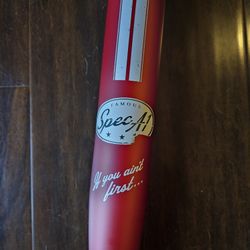 FAMOUS
Spec-A1
If you ain't
first...